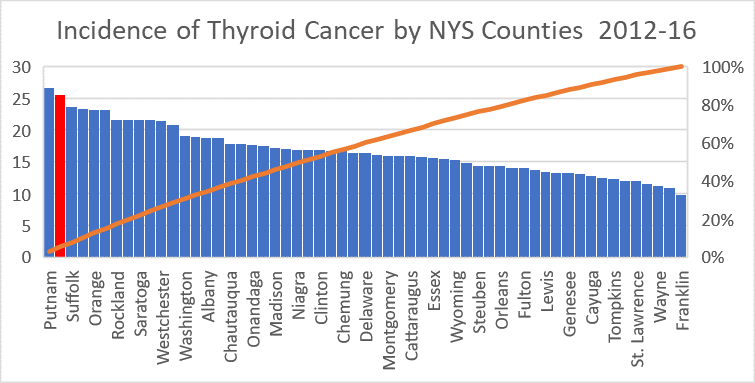 Incidence of Thyroid Cancer by NYS Counties 2012-16
30
25
20
15
10
5
0
100%
80%
60%
40%
20%
0%
Putnam
Suffolk
Orange
Rockland
Saratoga
Westchester
Washington
Albany
Chautauqua
Onondaga
Madison
Niagra
Clinton
Chemung
Delaware
Montgomery
Cattaraugus
Essex
Wyoming
Steuben
Orleans
Fulton
Lewis
Genesee
Cayuga
Tompkins
St. Lawrence
Wayne
Franklin